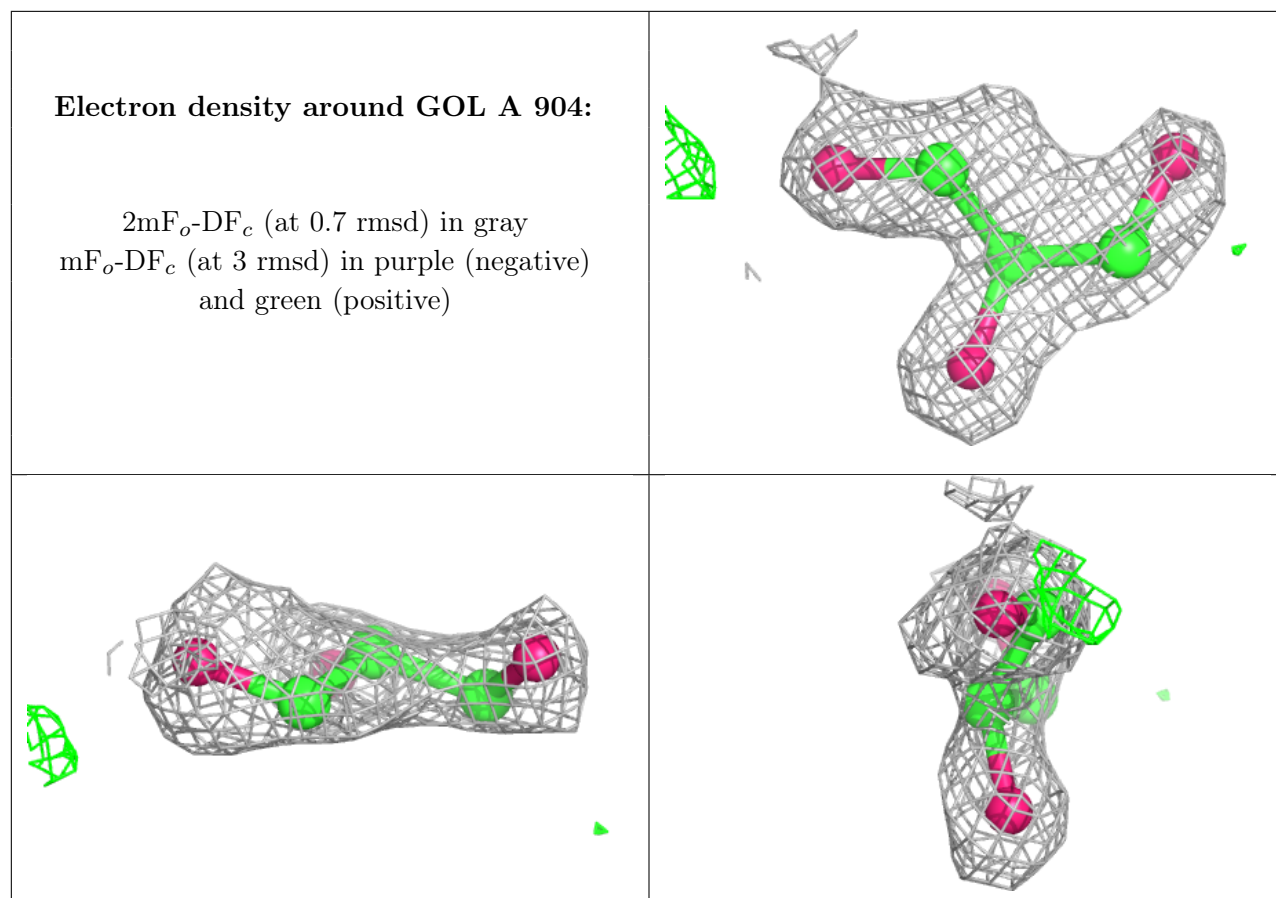 Electron density around GOL A 904:
2mFo-DFc (at 0.7 rmsd) in gray
mFo-DFc (at 3 rmsd) in purple (negative)
and green (positive)